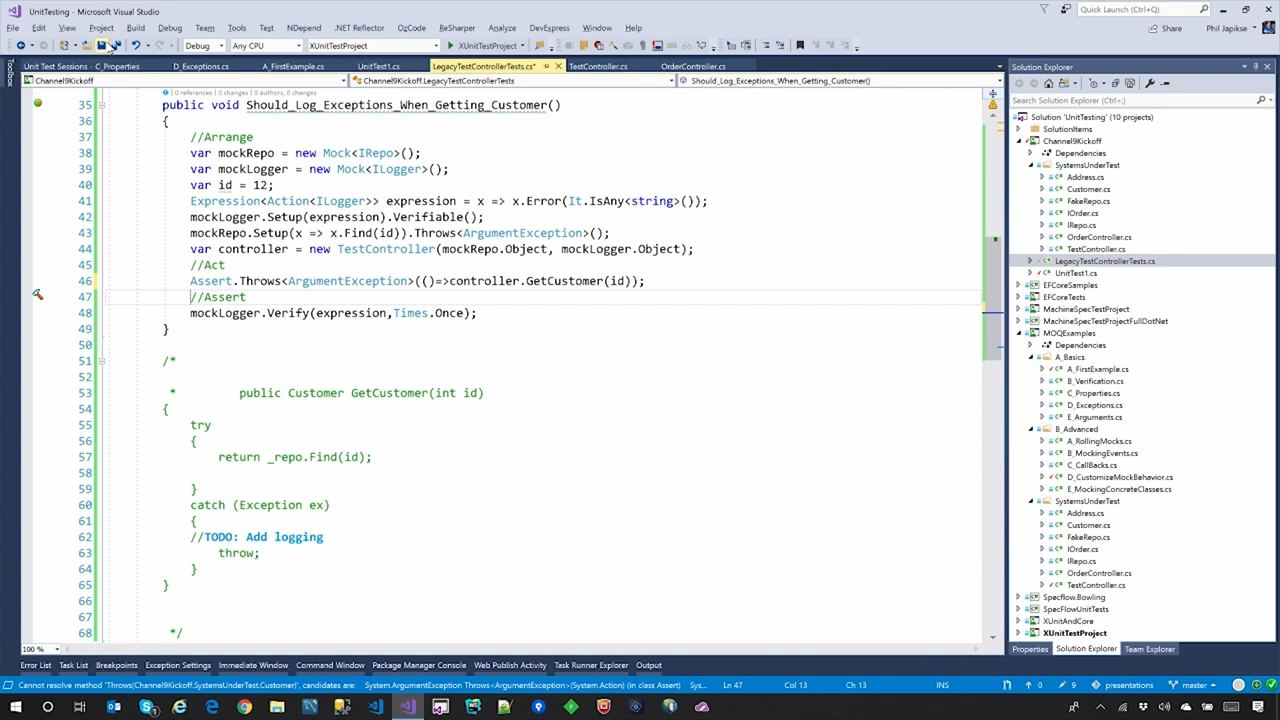 UnitTesting - Microsoft Visual Studio
Quick Launch (Ctrl+Q)
File Edit View Project Build Debug Team Tools Test NDepend .NET Reflector OzCode ReSharper Analyze DevExpress Window Help
Share Phil Japikse
Debug Any CPU XUnitTestProject XUnitTestProject
Unit Test Sessions - C_Properties D_Exceptions.cs A_FirstExample.cs UnitTest1.cs LegacyTestControllerTests.cs* TestController.cs OrderController.cs
Channel9Kickoff Channel9Kickoff.LegacyTestControllerTests Should_Log_Exceptions_When_Getting_Customer()
0 references | 0 changes | 0 authors, 0 changes
35 public void Should_Log_Exceptions_When_Getting_Customer()
36 {
37 //Arrange
38 var mockRepo = new Mock<IRepo>();
39 var mockLogger = new Mock<ILogger>();
40 var id = 12;
41 Expression<Action<ILogger>> expression = x => x.Error(It.IsAny<string>());
42 mockLogger.Setup(expression).Verifiable();
43 mockRepo.Setup(x => x.Find(id)).Throws<ArgumentException>();
44 var controller = new TestController(mockRepo.Object, mockLogger.Object);
45 //Act
46 Assert.Throws<ArgumentException>(()=>controller.GetCustomer(id));
47 //Assert
48 mockLogger.Verify(expression,Times.Once);
49 }
50
51 /*
52
53 * public Customer GetCustomer(int id)
54 {
55 try
56 {
57 return _repo.Find(id);
58
59 }
60 catch (Exception ex)
61 {
62 //TODO: Add logging
63 throw;
64 }
65 }
66
67
68 */
100 %
Toolbox
Solution Explorer
Search Solution Explorer (Ctrl+;)
Solution 'UnitTesting' (10 projects)
SolutionItems
Channel9Kickoff
Dependencies
SystemsUnderTest
Address.cs
Customer.cs
FakeRepo.cs
IOrder.cs
IRepo.cs
OrderController.cs
TestController.cs
LegacyTestControllerTests.cs
UnitTest1.cs
EFCoreSamples
EFCoreTests
MachineSpecTestProject
MachineSpecTestProjectFullDotNet
MOQExamples
Dependencies
A_Basics
A_FirstExample.cs
B_Verification.cs
C_Properties.cs
D_Exceptions.cs
E_Arguments.cs
B_Advanced
A_RollingMocks.cs
B_MockingEvents.cs
C_CallBacks.cs
D_CustomizeMockBehavior.cs
E_MockingConcreteClasses.cs
SystemsUnderTest
Address.cs
Customer.cs
FakeRepo.cs
IOrder.cs
IRepo.cs
OrderController.cs
TestController.cs
Specflow.Bowling
SpecFlowUnitTests
XUnitAndCore
XUnitTestProject
Properties Solution Explorer Team Explorer
Error List Task List Breakpoints Exception Settings Immediate Window Command Window Package Manager Console Web Publish Activity Task Runner Explorer Output
Cannot resolve method 'Throws(Channel9Kickoff.SystemsUnderTest.Customer)', candidates are: System.ArgumentException Throws<ArgumentException>(System.Action) (in class Assert) Sys... Ln 47 Col 13 Ch 13 INS 0 9 presentations master